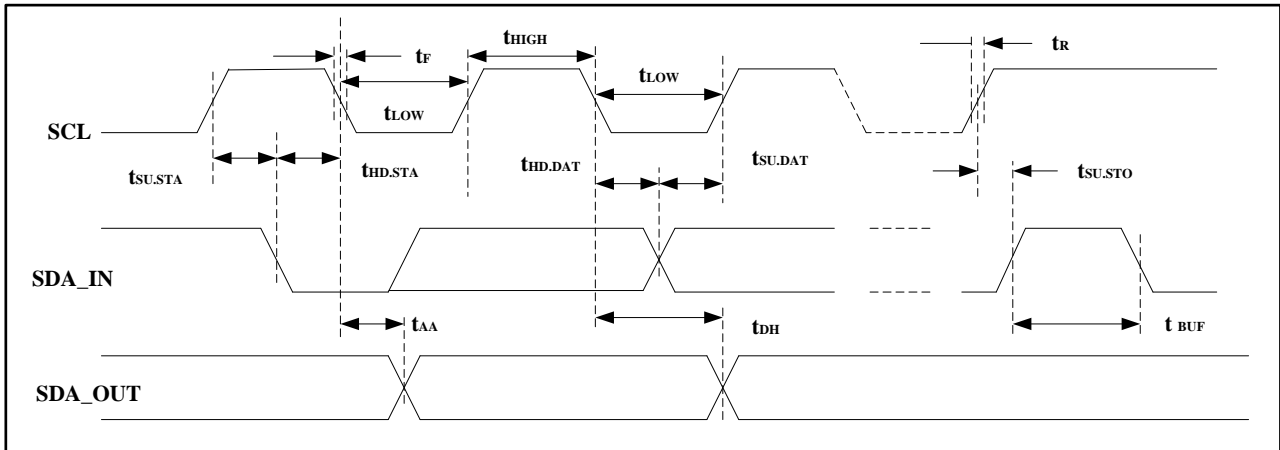 tF
tHIGH
tR
tLOW
tLOW
SCL
tSU.STA
tHD.STA
tHD.DAT
tSU.DAT
tSU.STO
SDA_IN
tAA
tDH
t BUF
SDA_OUT